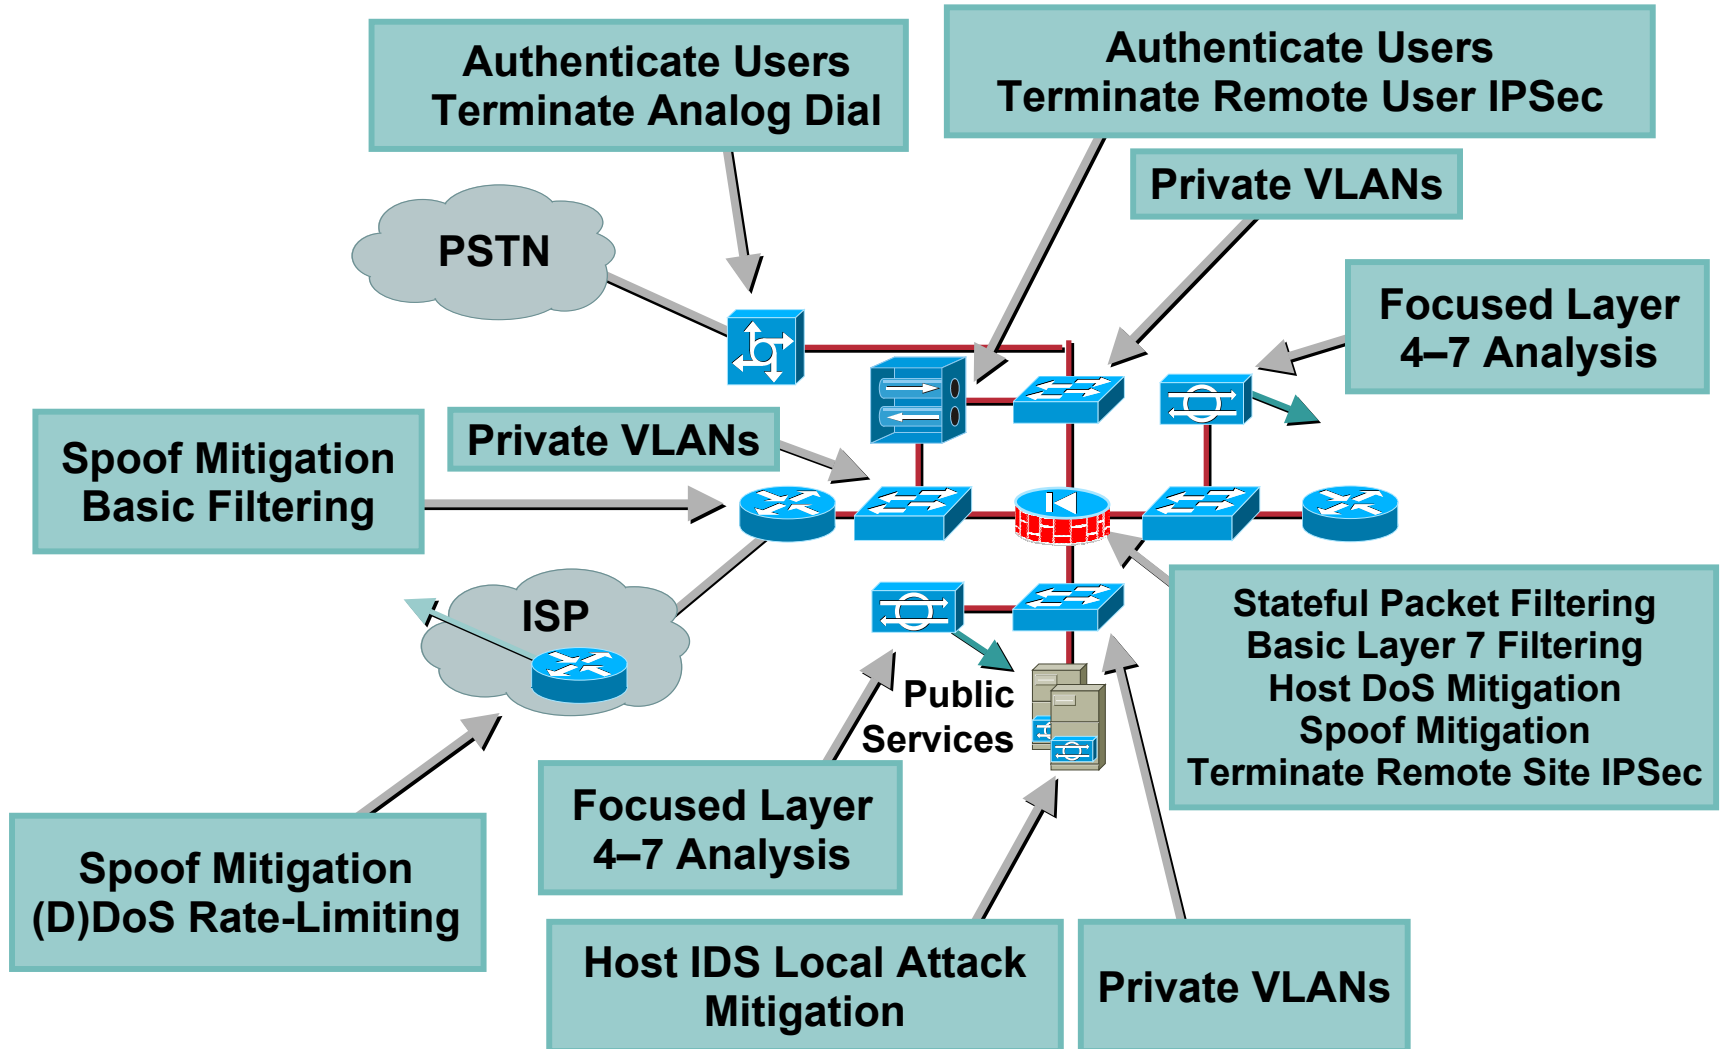 Authenticate Users
Terminate Analog Dial
Authenticate Users
Terminate Remote User IPSec
Private VLANs
PSTN
Focused Layer
4–7 Analysis
Private VLANs
Spoof Mitigation
Basic Filtering
ISP
Stateful Packet Filtering
Basic Layer 7 Filtering
Host DoS Mitigation
Spoof Mitigation
Terminate Remote Site IPSec
Public
Services
Focused Layer
4–7 Analysis
Spoof Mitigation
(D)DoS Rate-Limiting
Host IDS Local Attack
Mitigation
Private VLANs